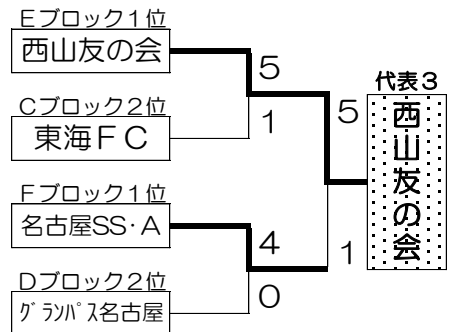 Eブロック1位
西山友の会
5
Cブロック2位
東海FC
1
Fブロック1位
名古屋SS・A
4
Dブロック2位
グランパス名古屋
0
5
1
代表3
西山友の会